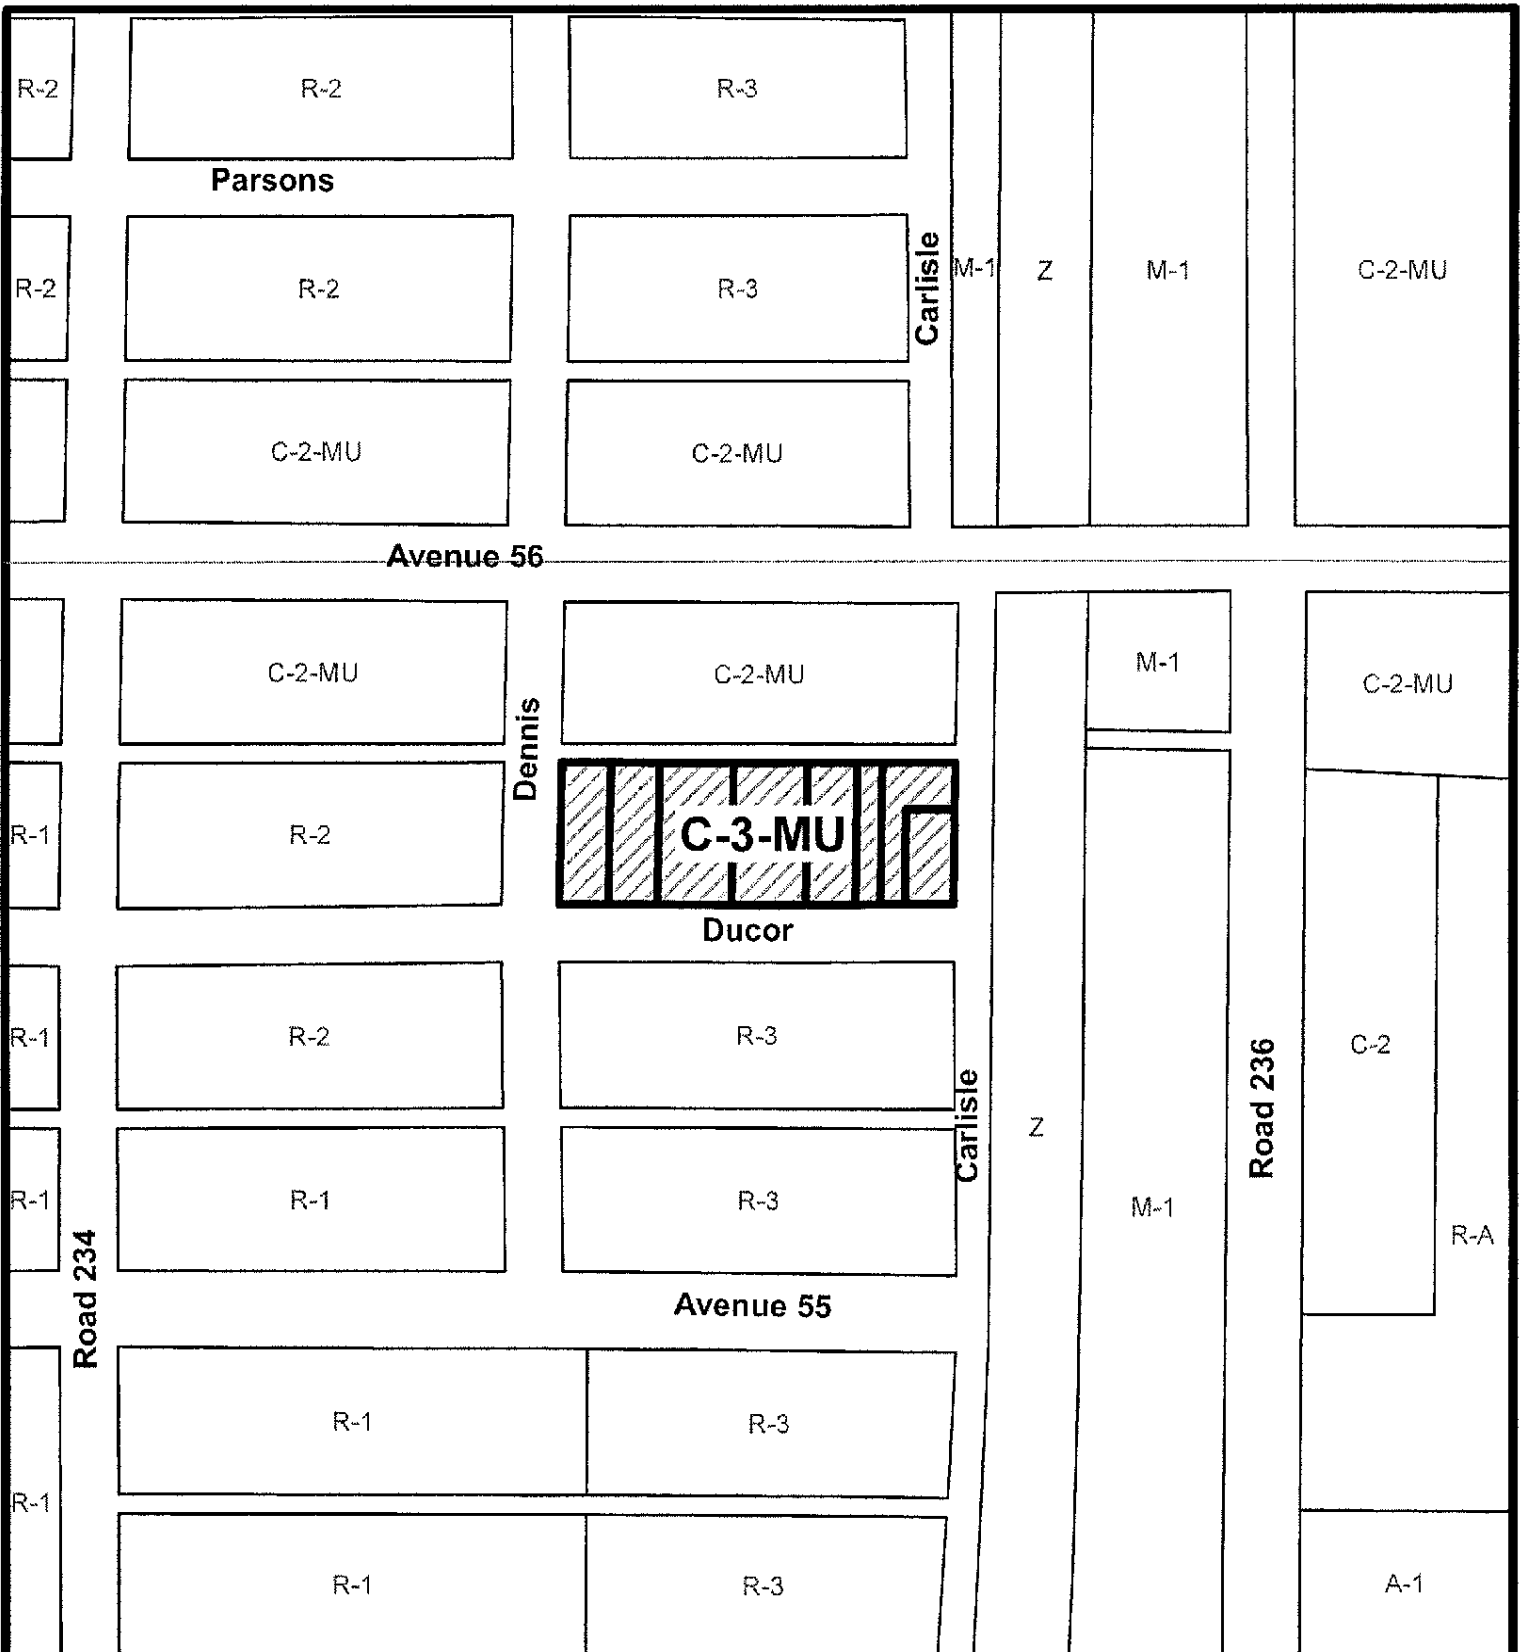 R-2
R-2
R-3
Parsons
R-2
R-2
R-3
Carlisle
M-1
Z
M-1
C-2-MU
C-2-MU
C-2-MU
Avenue 56
C-2-MU
Dennis
C-2-MU
M-1
C-2-MU
R-1
R-2
C-3-MU
Ducor
R-1
R-2
R-3
Carlisle
Z
Road 236
C-2
R-1
R-1
R-3
M-1
R-A
Road 234
Avenue 55
R-1
R-1
R-3
R-1
R-3
A-1